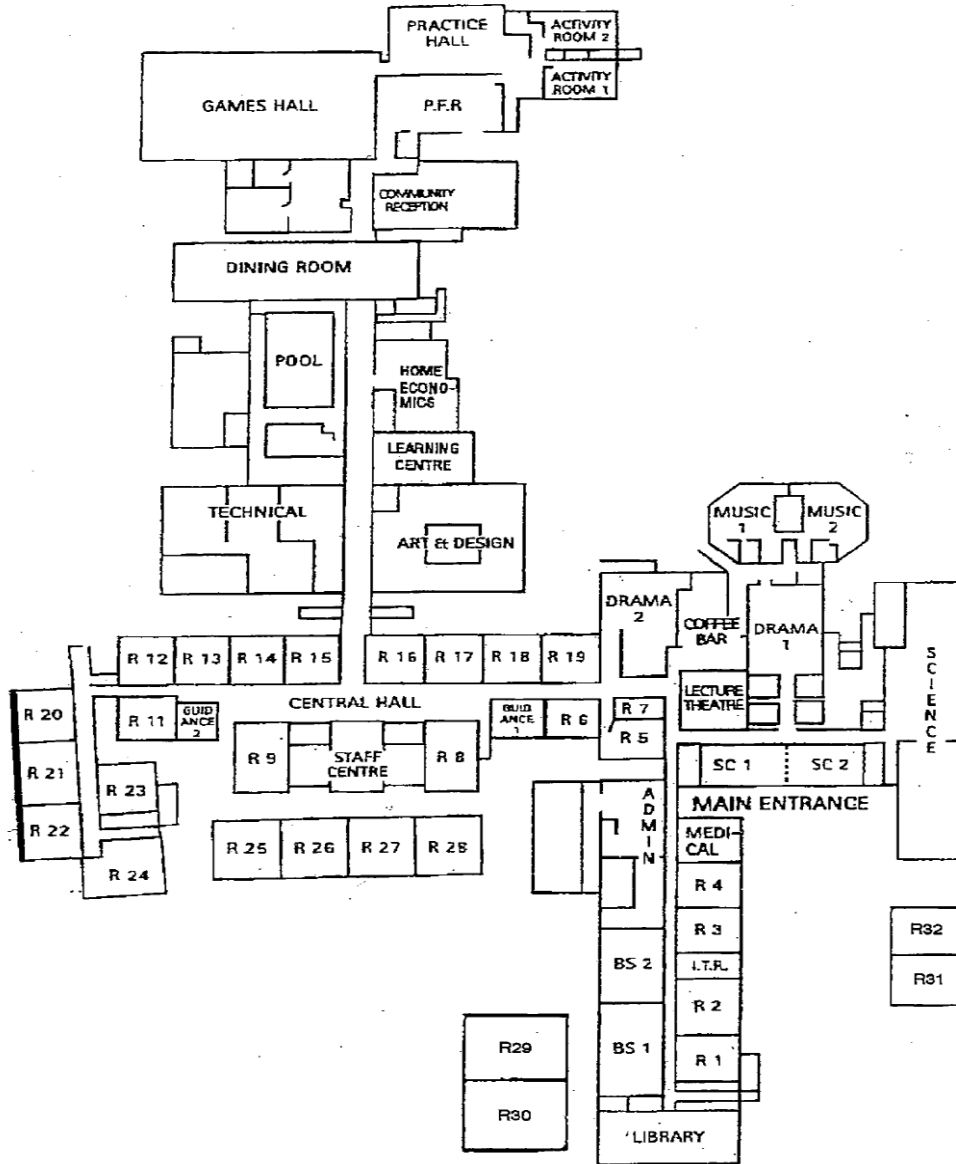 PRACTICE
HALL
ACTIVITY
ROOM 2
ACTIVITY
ROOM 1
GAMES HALL
P.F.R
COMMUNITY
RECEPTION
DINING ROOM
POOL
HOME
ECONO-
MICS
LEARNING
CENTRE
TECHNICAL
ART & DESIGN
MUSIC
1
MUSIC
2
DRAMA
2
COFFEE
BAR
DRAMA
1
SCIENCE
R 12
R 13
R 14
R 15
R 16
R 17
R 18
R 19
CENTRAL HALL
LECTURE
THEATRE
R 20
R 11
GUID
ANCE
2
GUID
ANCE
1
R 6
R 7
R 5
R 21
R 9
STAFF
CENTRE
R 8
SC 1
SC 2
R 23
ADMIN
MAIN ENTRANCE
R 22
MEDI-
CAL
R 24
R 25
R 26
R 27
R 28
R 4
R 3
R32
BS 2
I.T.R.
R31
R 2
R29
BS 1
R 1
R30
LIBRARY